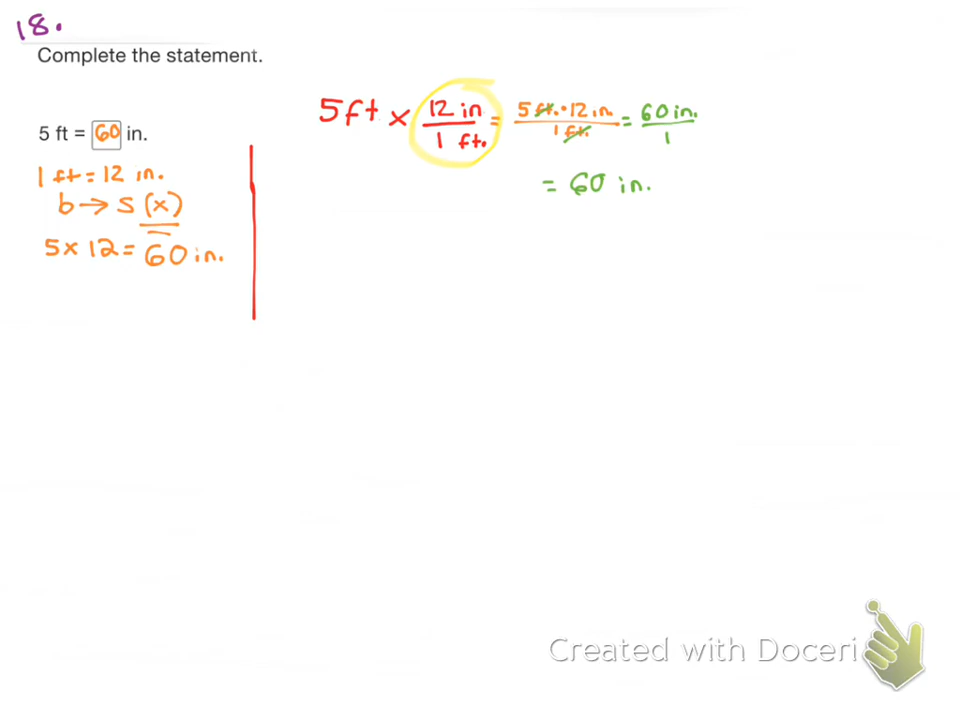 18.
Complete the statement.
5 ft = 60 in.
1 ft = 12 in.
b → s (x)
5 x 12 = 60 in.
5ft x 12 in / 1 ft. = 5 ft. · 12 in. / 1 ft. = 60 in. / 1
= 60 in.
Created with Doceri